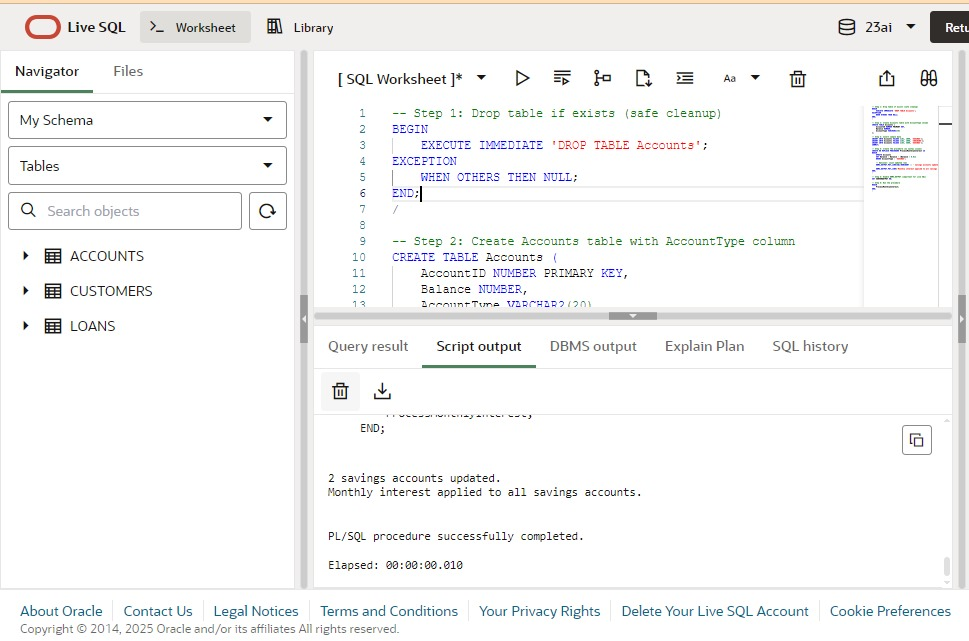 Live SQL
Worksheet
Library
23ai
Navigator
Files
My Schema
Tables
Search objects
ACCOUNTS
CUSTOMERS
LOANS
[ SQL Worksheet ]*
Aa
1 -- Step 1: Drop table if exists (safe cleanup)
2 BEGIN
3 EXECUTE IMMEDIATE 'DROP TABLE Accounts';
4 EXCEPTION
5 WHEN OTHERS THEN NULL;
6 END;
7 /
8
9 -- Step 2: Create Accounts table with AccountType column
10 CREATE TABLE Accounts (
11 AccountID NUMBER PRIMARY KEY,
12 Balance NUMBER,
13 AccountType VARCHAR2(20)
Query result
Script output
DBMS output
Explain Plan
SQL history
ProcessMonthlyInterest;
END;
2 savings accounts updated.
Monthly interest applied to all savings accounts.
PL/SQL procedure successfully completed.
Elapsed: 00:00:00.010
About Oracle
Contact Us
Legal Notices
Terms and Conditions
Your Privacy Rights
Delete Your Live SQL Account
Cookie Preferences
Copyright © 2014, 2025 Oracle and/or its affiliates All rights reserved.